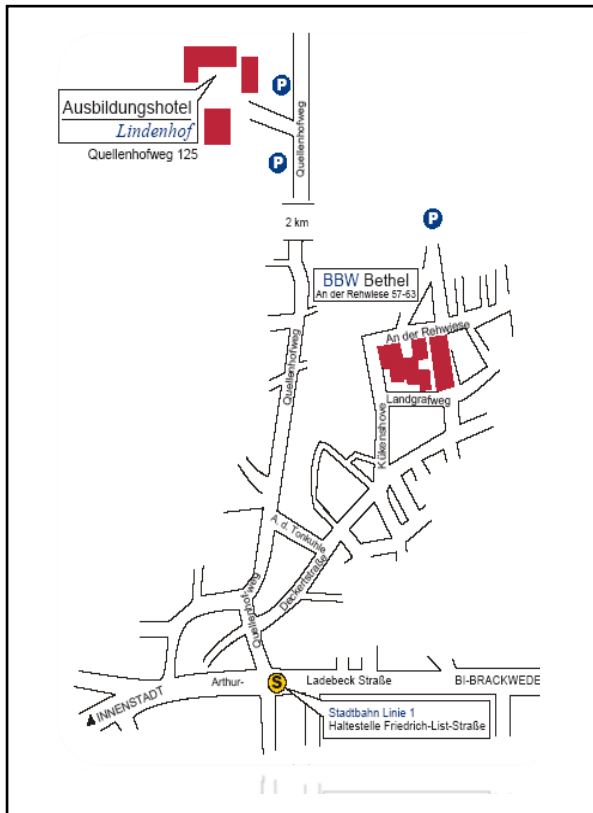 Ausbildungshotel
Lindenhof
Quellenhofweg 125
P
P
Quellenhofweg
2 km
P
BBW Bethel
An der Rehwiese 57-63
An der Rehwiese
Quellenhofweg
Landgrafweg
Kükenshove
A. d. Tonkuhle
Deckertstraße
Quellenhofweg
Arthur-
S
Ladebeck Straße
BI-BRACKWEDE
INNENSTADT
Stadtbahn Linie 1
Haltestelle Friedrich-List-Straße